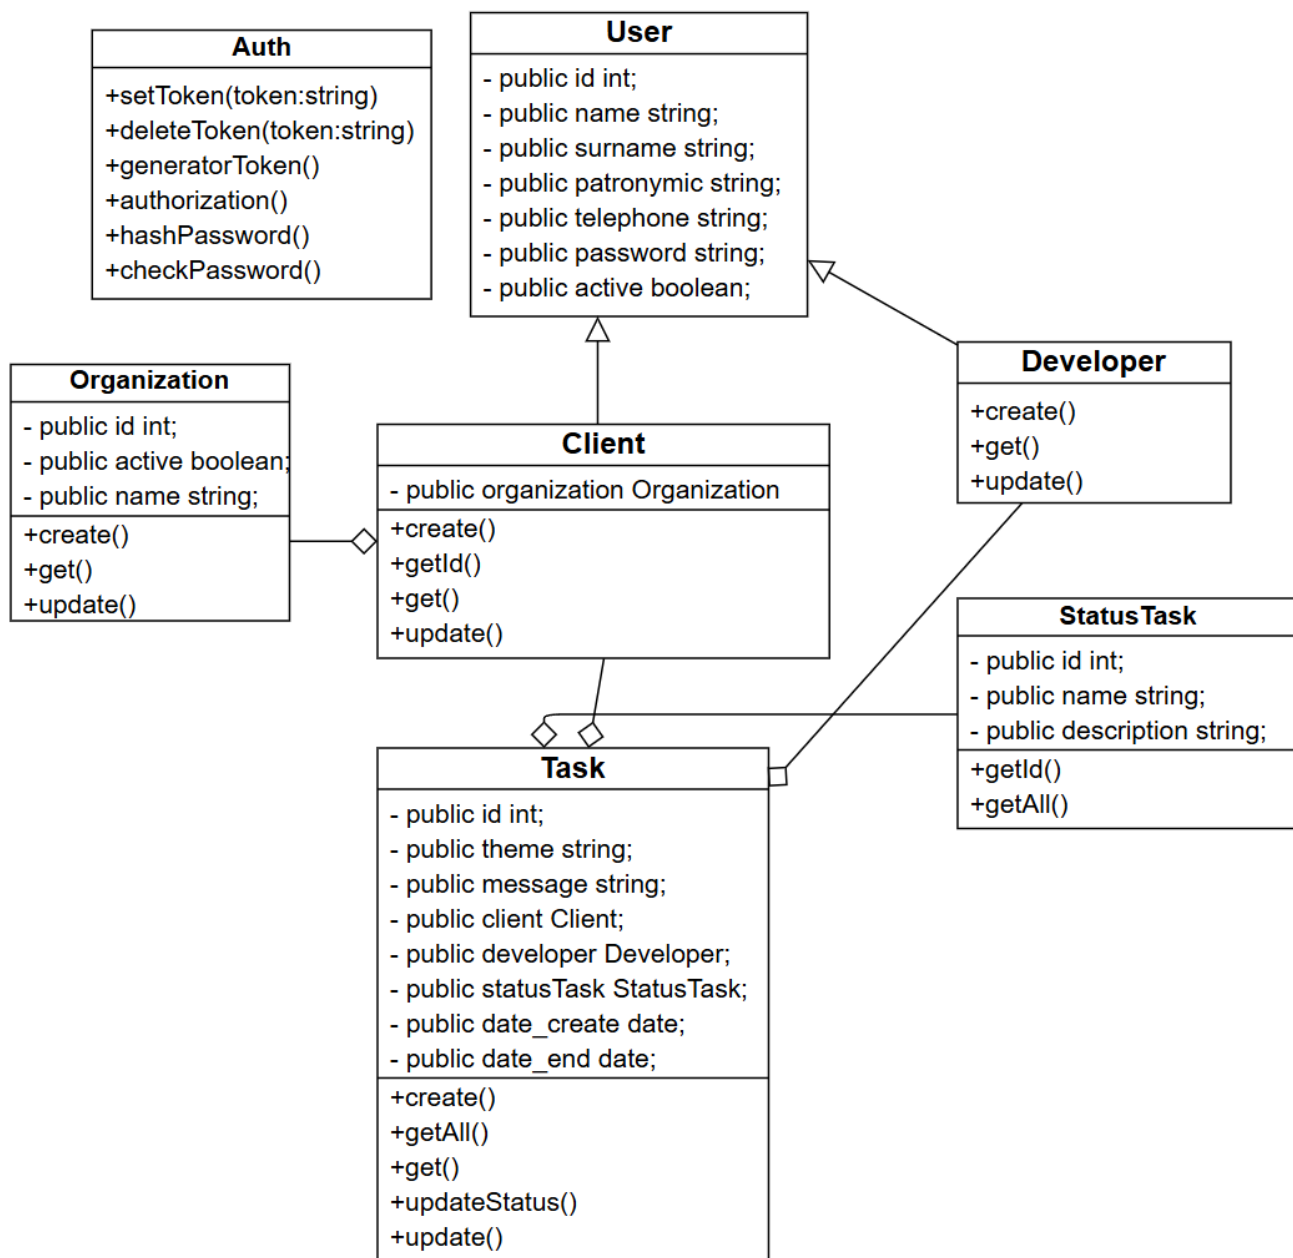 Auth
+setToken(token:string)
+deleteToken(token:string)
+generatorToken()
+authorization()
+hashPassword()
+checkPassword()
User
- public id int;
- public name string;
- public surname string;
- public patronymic string;
- public telephone string;
- public password string;
- public active boolean;
Organization
- public id int;
- public active boolean;
- public name string;
+create()
+get()
+update()
Client
- public organization Organization
+create()
+getId()
+get()
+update()
Developer
+create()
+get()
+update()
StatusTask
- public id int;
- public name string;
- public description string;
+getId()
+getAll()
Task
- public id int;
- public theme string;
- public message string;
- public client Client;
- public developer Developer;
- public statusTask StatusTask;
- public date_create date;
- public date_end date;
+create()
+getAll()
+get()
+updateStatus()
+update()